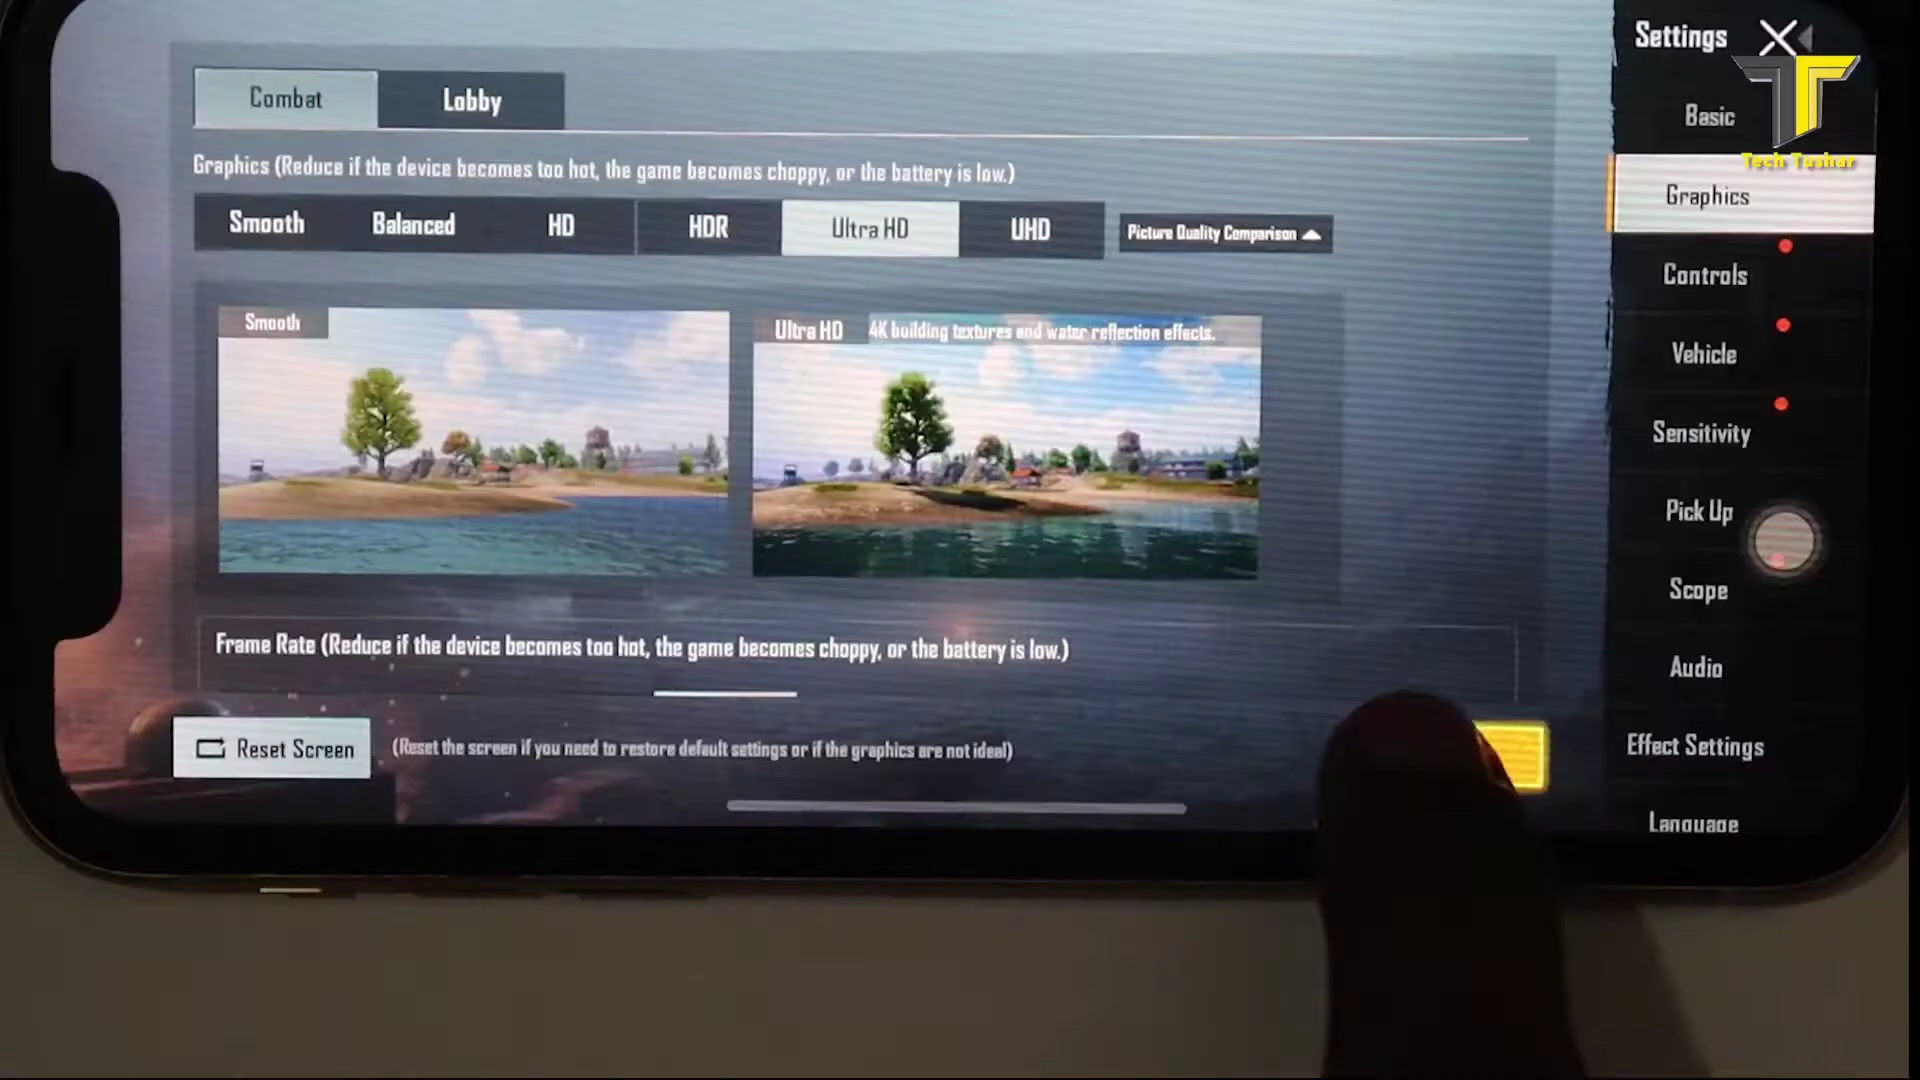 Settings
Combat
Lobby
Basic
Tech Tushar
Graphics (Reduce if the device becomes too hot, the game becomes choppy, or the battery is low.)
Graphics
Smooth
Balanced
HD
HDR
Ultra HD
UHD
Picture Quality Comparison
Controls
Smooth
Ultra HD
4K building textures and water reflection effects.
Vehicle
Sensitivity
Pick Up
Scope
Frame Rate (Reduce if the device becomes too hot, the game becomes choppy, or the battery is low.)
Audio
Reset Screen
(Reset the screen if you need to restore default settings or if the graphics are not ideal)
Effect Settings
Language